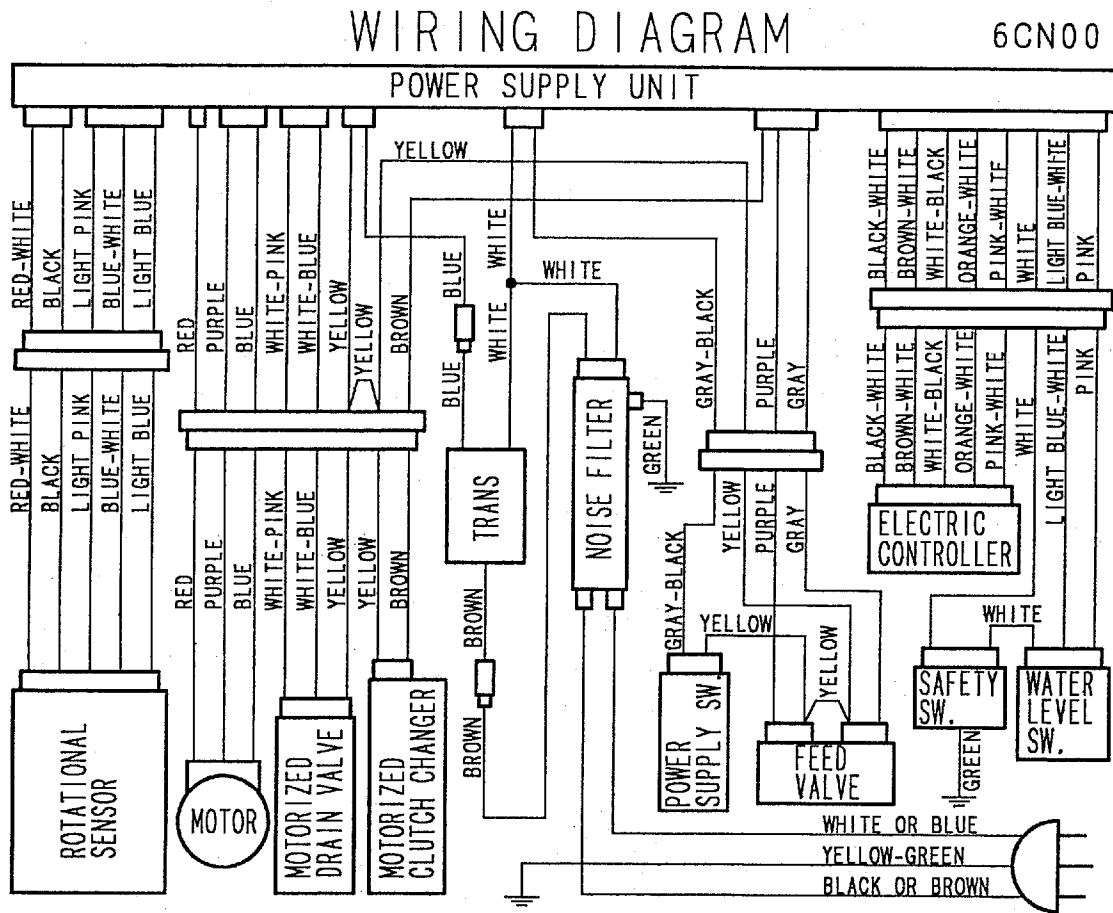 WIRING DIAGRAM
6CN00
POWER SUPPLY UNIT
YELLOW
RED-WHITE
BLACK
LIGHT PINK
BLUE-WHITE
LIGHT BLUE
RED
PURPLE
BLUE
WHITE-PINK
WHITE-BLUE
YELLOW
YELLOW
BROWN
BLUE
WHITE
WHITE
BLUE
WHITE
GRAY-BLACK
PURPLE
GRAY
BLACK-WHITE
BROWN-WHITE
WHITE-BLACK
ORANGE-WHITE
PINK-WHITE
WHITE
LIGHT BLUE-WHITE
PINK
RED-WHITE
BLACK
LIGHT PINK
BLUE-WHITE
LIGHT BLUE
RED
PURPLE
BLUE
WHITE-PINK
WHITE-BLUE
YELLOW
YELLOW
BROWN
TRANS
BROWN
BROWN
NOISE FILTER
GREEN
GRAY-BLACK
YELLOW
PURPLE
GRAY
YELLOW
YELLOW
BLACK-WHITE
BROWN-WHITE
WHITE-BLACK
ORANGE-WHITE
PINK-WHITE
WHITE
LIGHT BLUE-WHITE
PINK
ELECTRIC
CONTROLLER
WHITE
ROTATIONAL
SENSOR
MOTOR
MOTORIZED
DRAIN VALVE
MOTORIZED
CLUTCH CHANGER
POWER
SUPPLY SW.
FEED
VALVE
SAFETY
SW.
GREEN
WATER
LEVEL
SW.
WHITE OR BLUE
YELLOW-GREEN
BLACK OR BROWN